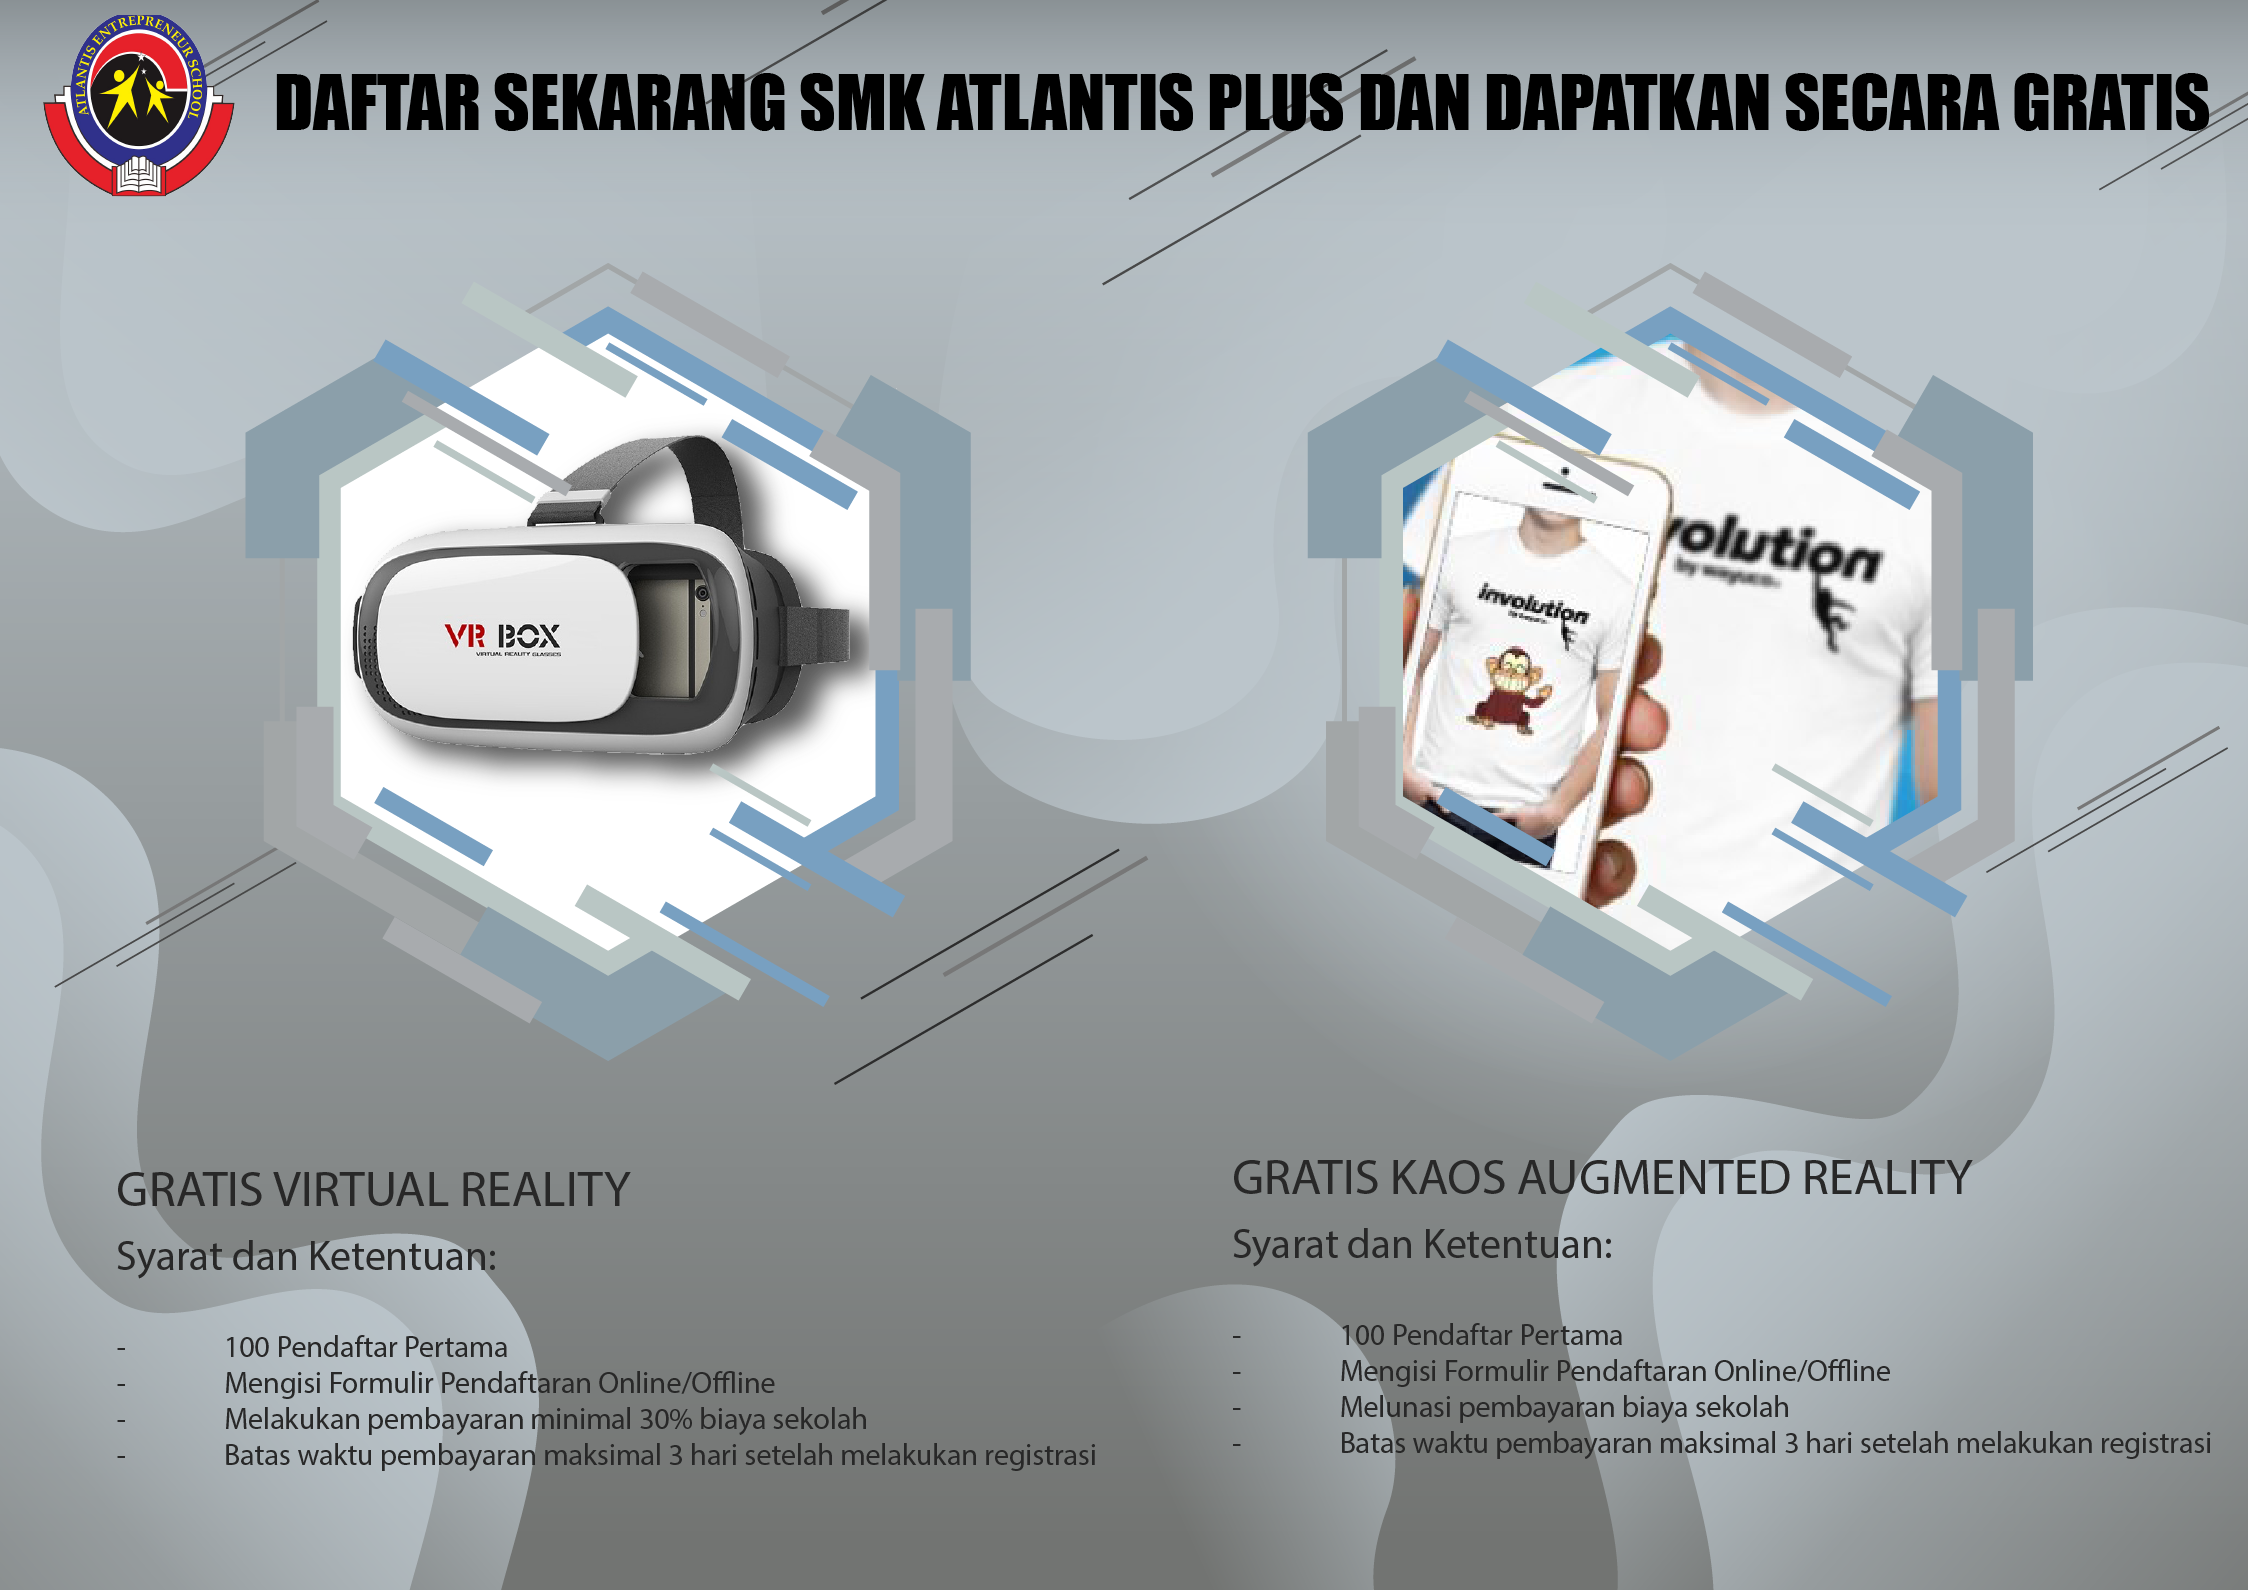 ATLANTIS ENTREPRENEUR SCHOOL
DAFTAR SEKARANG SMK ATLANTIS PLUS DAN DAPATKAN SECARA GRATIS
VR BOX
VIRTUAL REALITY GLASSES
volution
by wayuco
involution
GRATIS VIRTUAL REALITY
Syarat dan Ketentuan:
- 100 Pendaftar Pertama
- Mengisi Formulir Pendaftaran Online/Offline
- Melakukan pembayaran minimal 30% biaya sekolah
- Batas waktu pembayaran maksimal 3 hari setelah melakukan registrasi
GRATIS KAOS AUGMENTED REALITY
Syarat dan Ketentuan:
- 100 Pendaftar Pertama
- Mengisi Formulir Pendaftaran Online/Offline
- Melunasi pembayaran biaya sekolah
- Batas waktu pembayaran maksimal 3 hari setelah melakukan registrasi